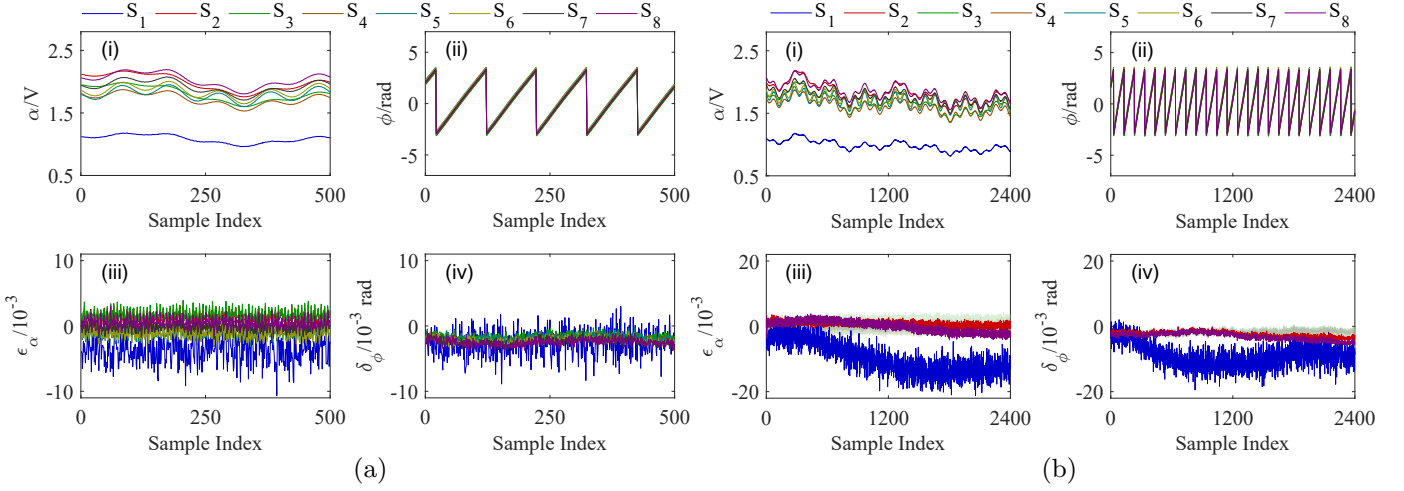 S1 S2 S3 S4 S5 S6 S7 S8
S1 S2 S3 S4 S5 S6 S7 S8
(i)
2.5
1.5
0.5
α/V
0 250 500
Sample Index
(ii)
5
0
-5
ϕ/rad
0 250 500
Sample Index
(i)
2.5
1.5
0.5
α/V
0 1200 2400
Sample Index
(ii)
5
0
-5
ϕ/rad
0 1200 2400
Sample Index
(iii)
10
0
-10
ϵα/10-3
0 250 500
Sample Index
(iv)
10
0
-10
δϕ/10-3 rad
0 250 500
Sample Index
(iii)
20
0
-20
ϵα/10-3
0 1200 2400
Sample Index
(iv)
20
0
-20
δϕ/10-3 rad
0 1200 2400
Sample Index
(a)
(b)